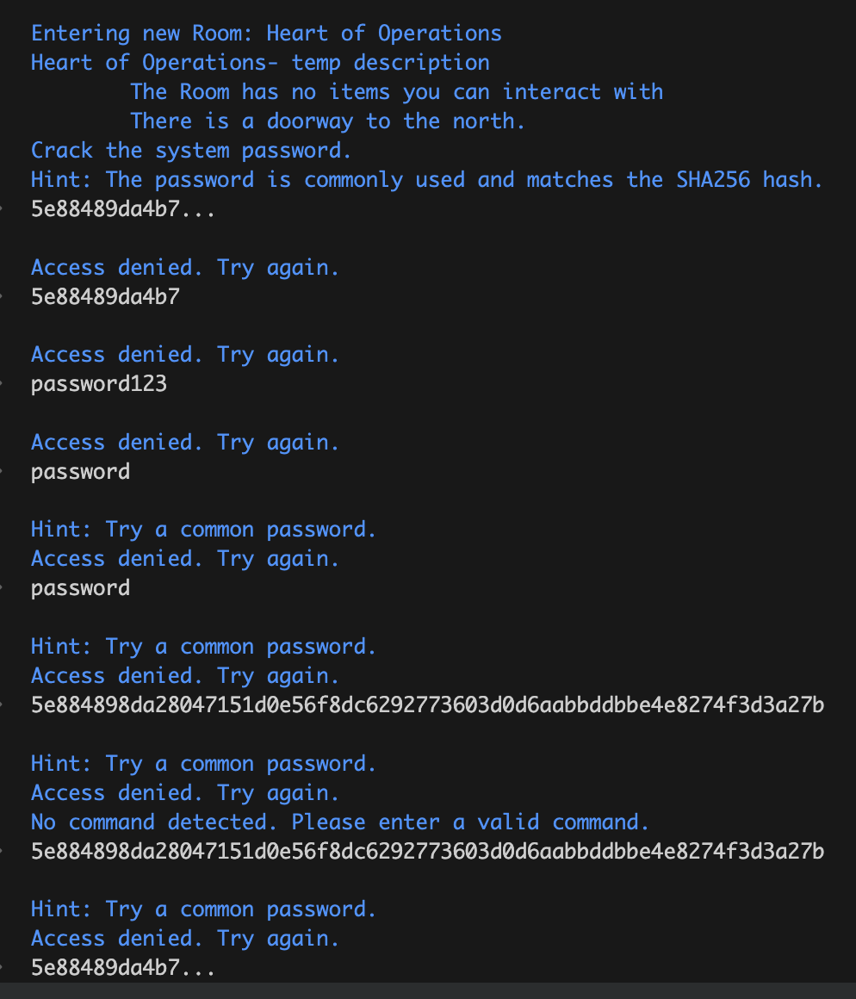 Entering new Room: Heart of Operations
Heart of Operations- temp description
The Room has no items you can interact with
There is a doorway to the north.
Crack the system password.
Hint: The password is commonly used and matches the SHA256 hash.
5e88489da4b7...
Access denied. Try again.
5e88489da4b7
Access denied. Try again.
password123
Access denied. Try again.
password
Hint: Try a common password.
Access denied. Try again.
password
Hint: Try a common password.
Access denied. Try again.
5e884898da28047151d0e56f8dc6292773603d0d6aabbddbbe4e8274f3d3a27b
Hint: Try a common password.
Access denied. Try again.
No command detected. Please enter a valid command.
5e884898da28047151d0e56f8dc6292773603d0d6aabbddbbe4e8274f3d3a27b
Hint: Try a common password.
Access denied. Try again.
5e88489da4b7...